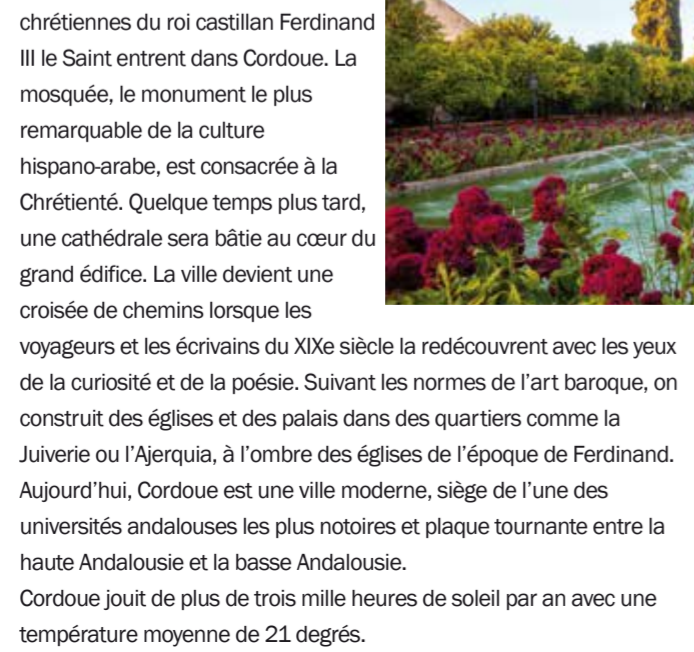 chrétiennes du roi castillan Ferdinand
III le Saint entrent dans Cordoue. La
mosquée, le monument le plus
remarquable de la culture
hispano-arabe, est consacrée à la
Chrétienté. Quelque temps plus tard,
une cathédrale sera bâtie au cœur du
grand édifice. La ville devient une
croisée de chemins lorsque les
voyageurs et les écrivains du XIXe siècle la redécouvrent avec les yeux
de la curiosité et de la poésie. Suivant les normes de l’art baroque, on
construit des églises et des palais dans des quartiers comme la
Juiverie ou l’Ajerquia, à l’ombre des églises de l’époque de Ferdinand.
Aujourd’hui, Cordoue est une ville moderne, siège de l’une des
universités andalouses les plus notoires et plaque tournante entre la
haute Andalousie et la basse Andalousie.
Cordoue jouit de plus de trois mille heures de soleil par an avec une
température moyenne de 21 degrés.